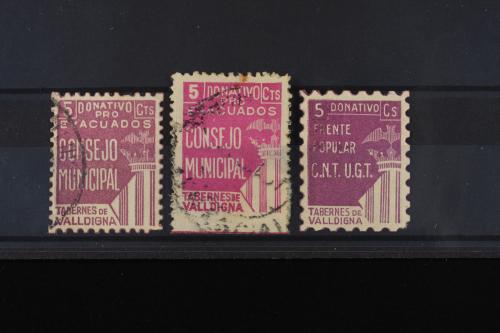 5 DONATIVO Cts
PRO
EVACUADOS
CONSEJO
MUNICIPAL
TABERNES DE
VALLDIGNA
5 DONATIVO Cts
PRO
EVACUADOS
CONSEJO
MUNICIPAL
TABERNES DE
VALLDIGNA
5 DONATIVO Cs
FRENTE
POPULAR
C.N.T. U.G.T.
TABERNES DE
VALLDIGNA